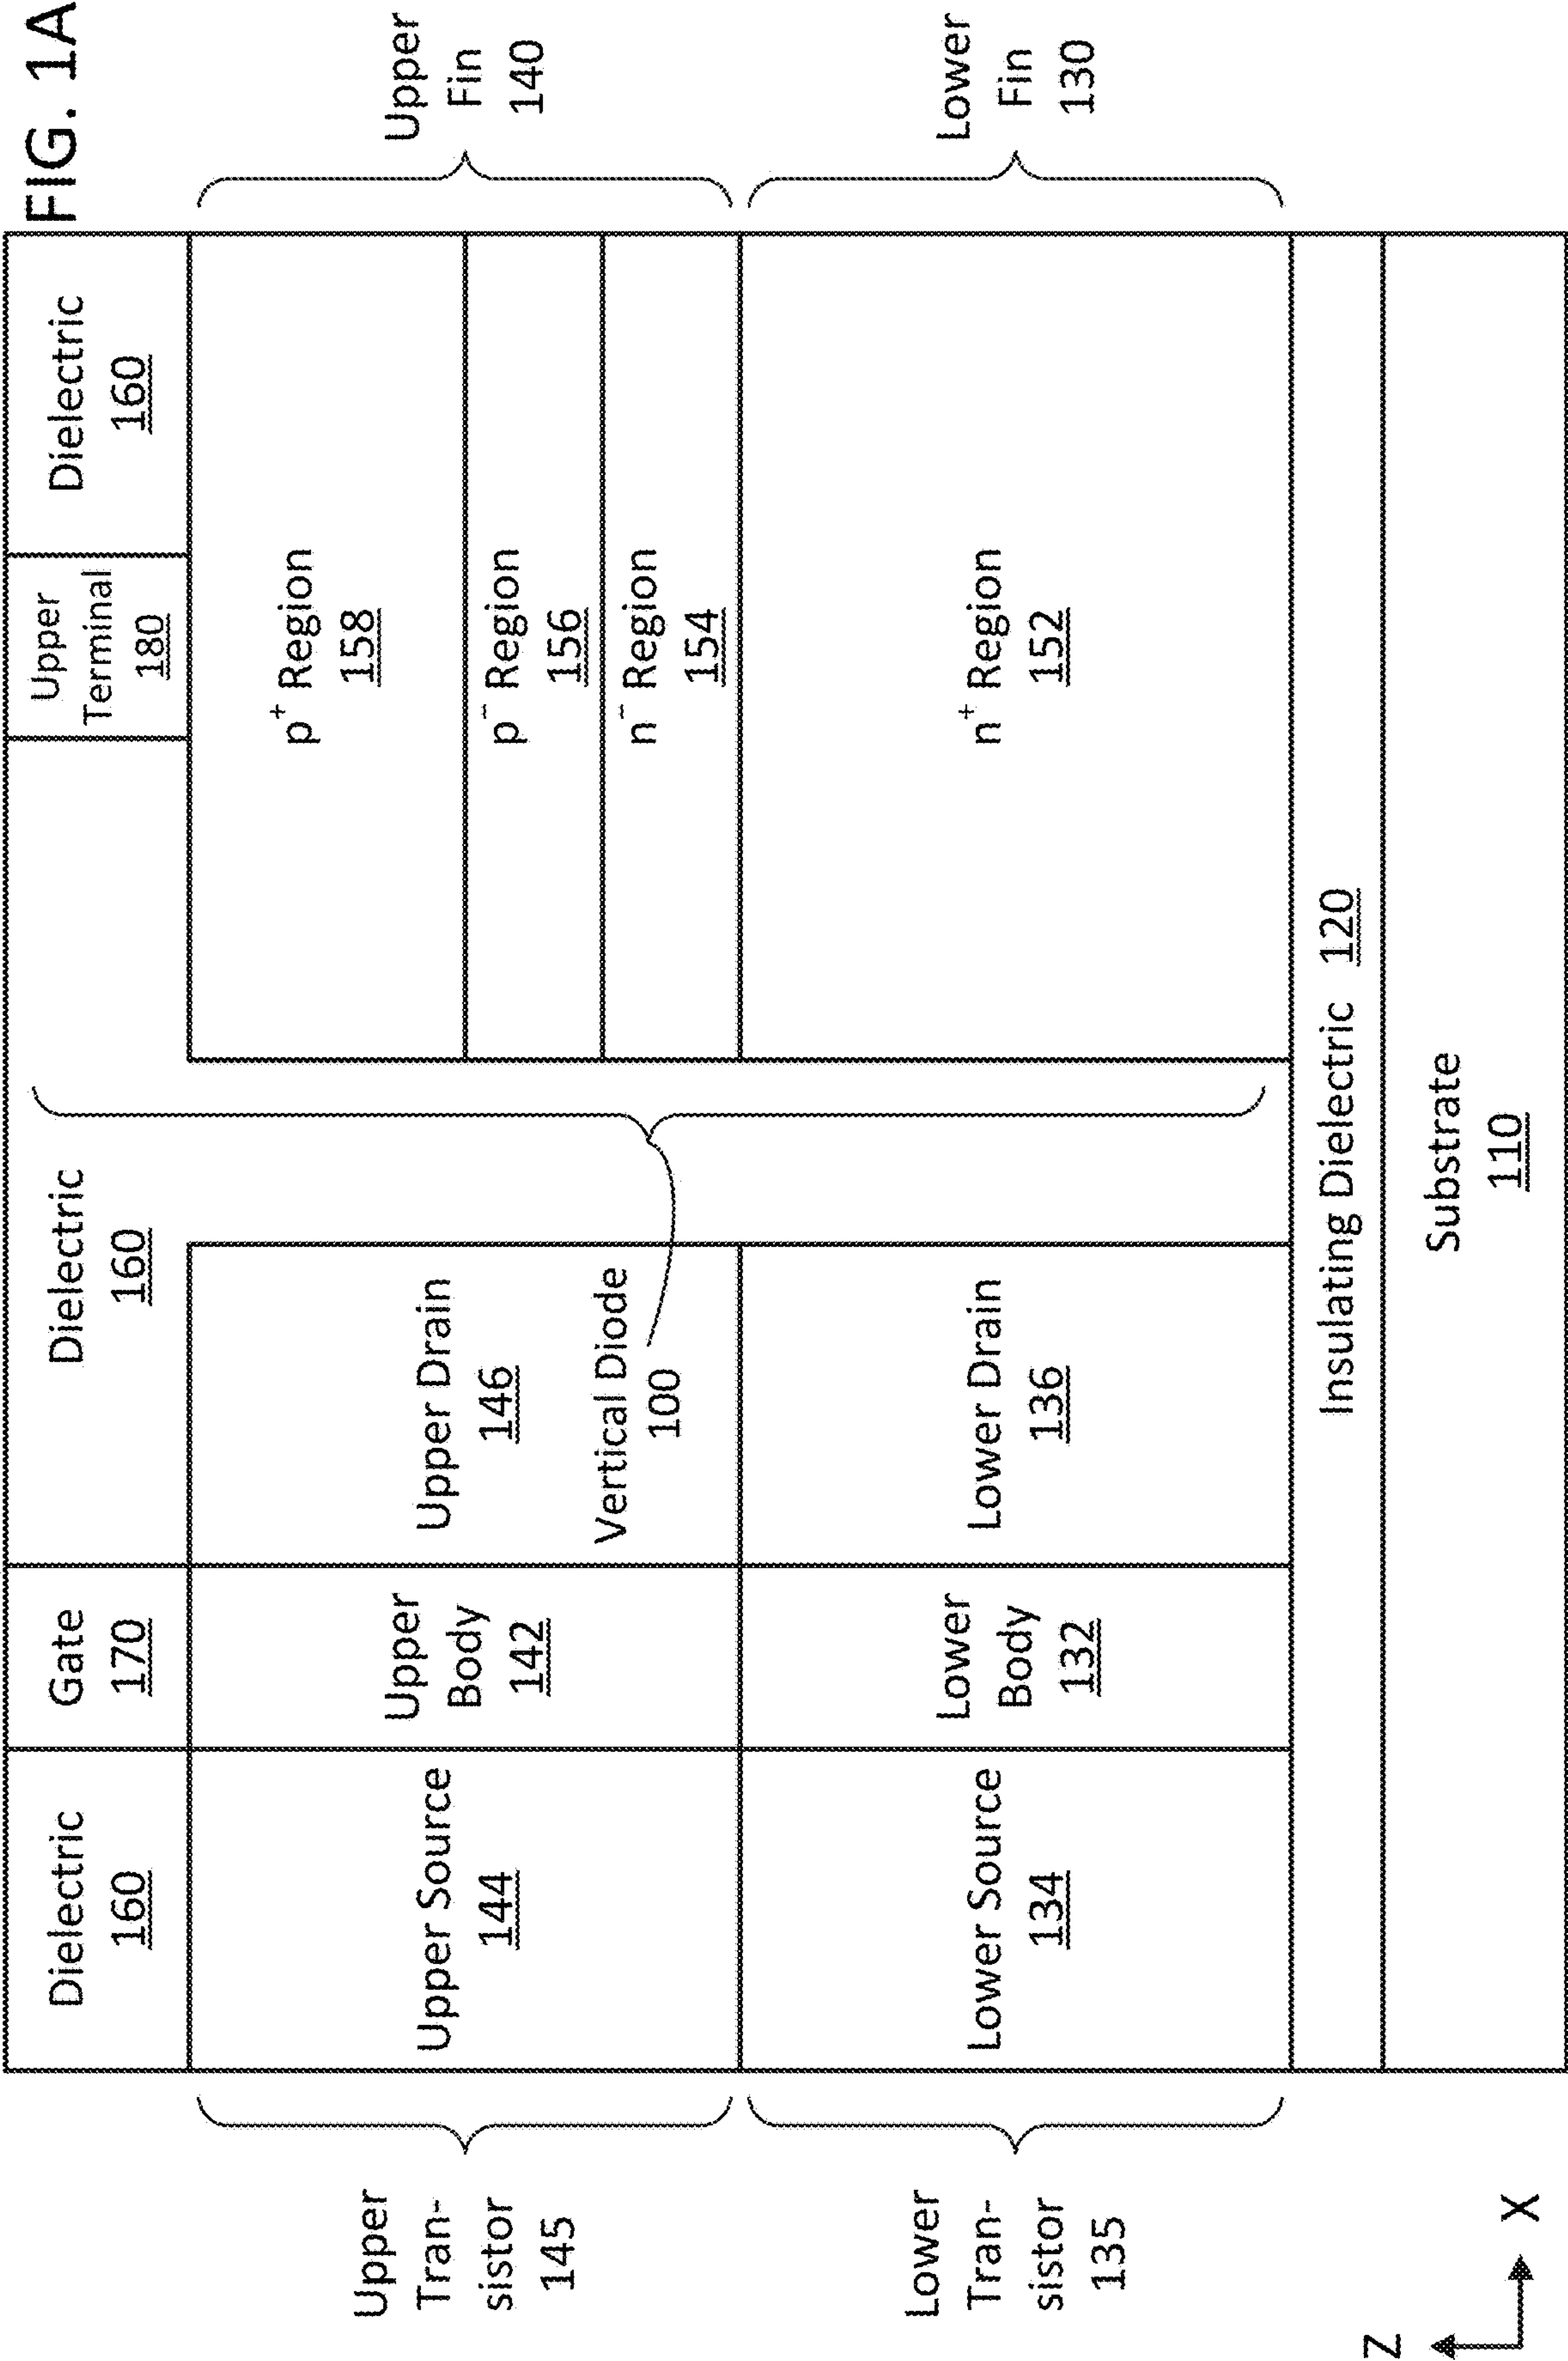 FIG. 1A
Dielectric
160
Gate
170
Dielectric
160
Upper
Terminal
180
Dielectric
160
Upper
Tran-
sistor
145
Upper Source
144
Upper
Body
142
Upper Drain
146
Vertical Diode
100
p+ Region
158
p- Region
156
n- Region
154
Upper
Fin
140
Lower
Tran-
sistor
135
Lower Source
134
Lower
Body
132
Lower Drain
136
n+ Region
152
Lower
Fin
130
Insulating Dielectric 120
Substrate
110
Z
X